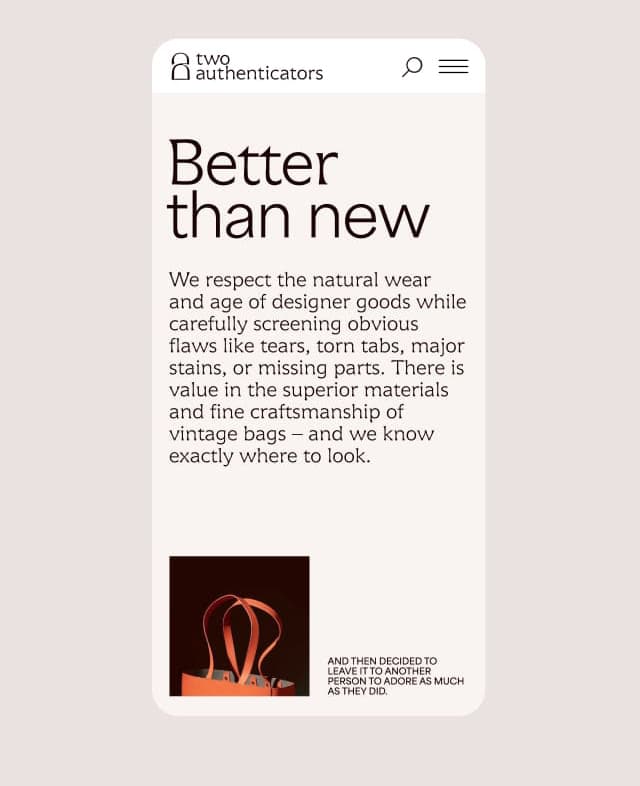 two
authenticators
Better
than new
We respect the natural wear
and age of designer goods while
carefully screening obvious
flaws like tears, torn tabs, major
stains, or missing parts. There is
value in the superior materials
and fine craftsmanship of
vintage bags – and we know
exactly where to look.
AND THEN DECIDED TO
LEAVE IT TO ANOTHER
PERSON TO ADORE AS MUCH
AS THEY DID.